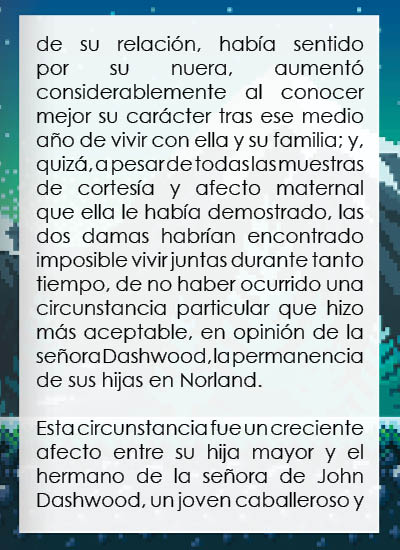 de su relación, había sentido
por su nuera, aumentó
considerablemente al conocer
mejor su carácter tras ese medio
año de vivir con ella y su familia; y,
quizá, a pesar de todas las muestras
de cortesía y afecto maternal
que ella le había demostrado, las
dos damas habrían encontrado
imposible vivir juntas durante tanto
tiempo, de no haber ocurrido una
circunstancia particular que hizo
más aceptable, en opinión de la
señora Dashwood, la permanencia
de sus hijas en Norland.
Esta circunstancia fue un creciente
afecto entre su hija mayor y el
hermano de la señora de John
Dashwood, un joven caballeroso y